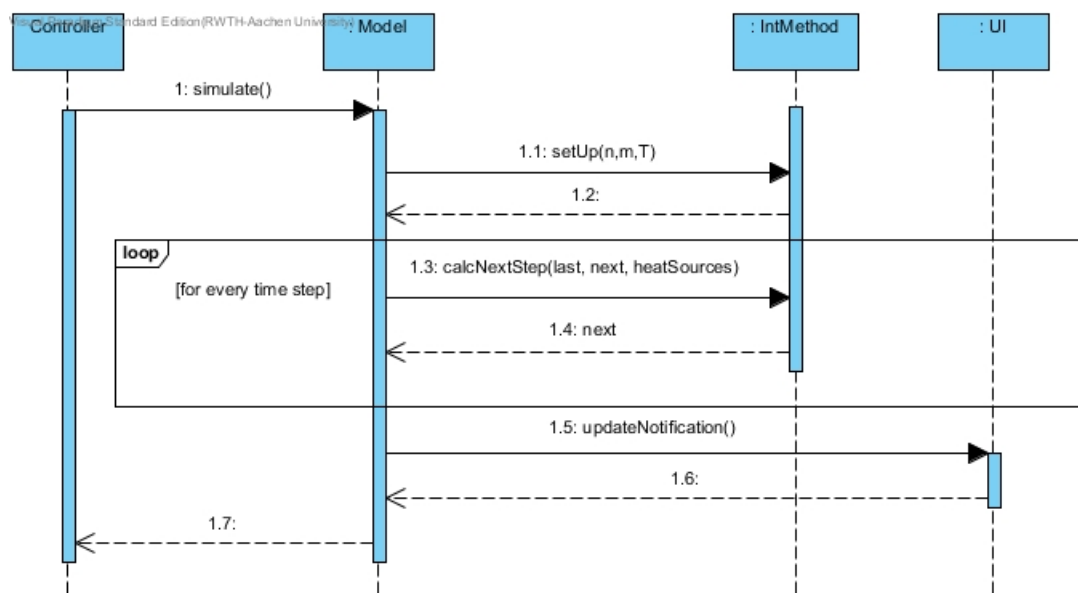 Visual Paradigm Standard Edition(RWTH-Aachen University)
Controller
: Model
: IntMethod
: UI
1: simulate()
1.1: setUp(n,m,T)
1.2:
loop
1.3: calcNextStep(last, next, heatSources)
[for every time step]
1.4: next
1.5: updateNotification()
1.6:
1.7: